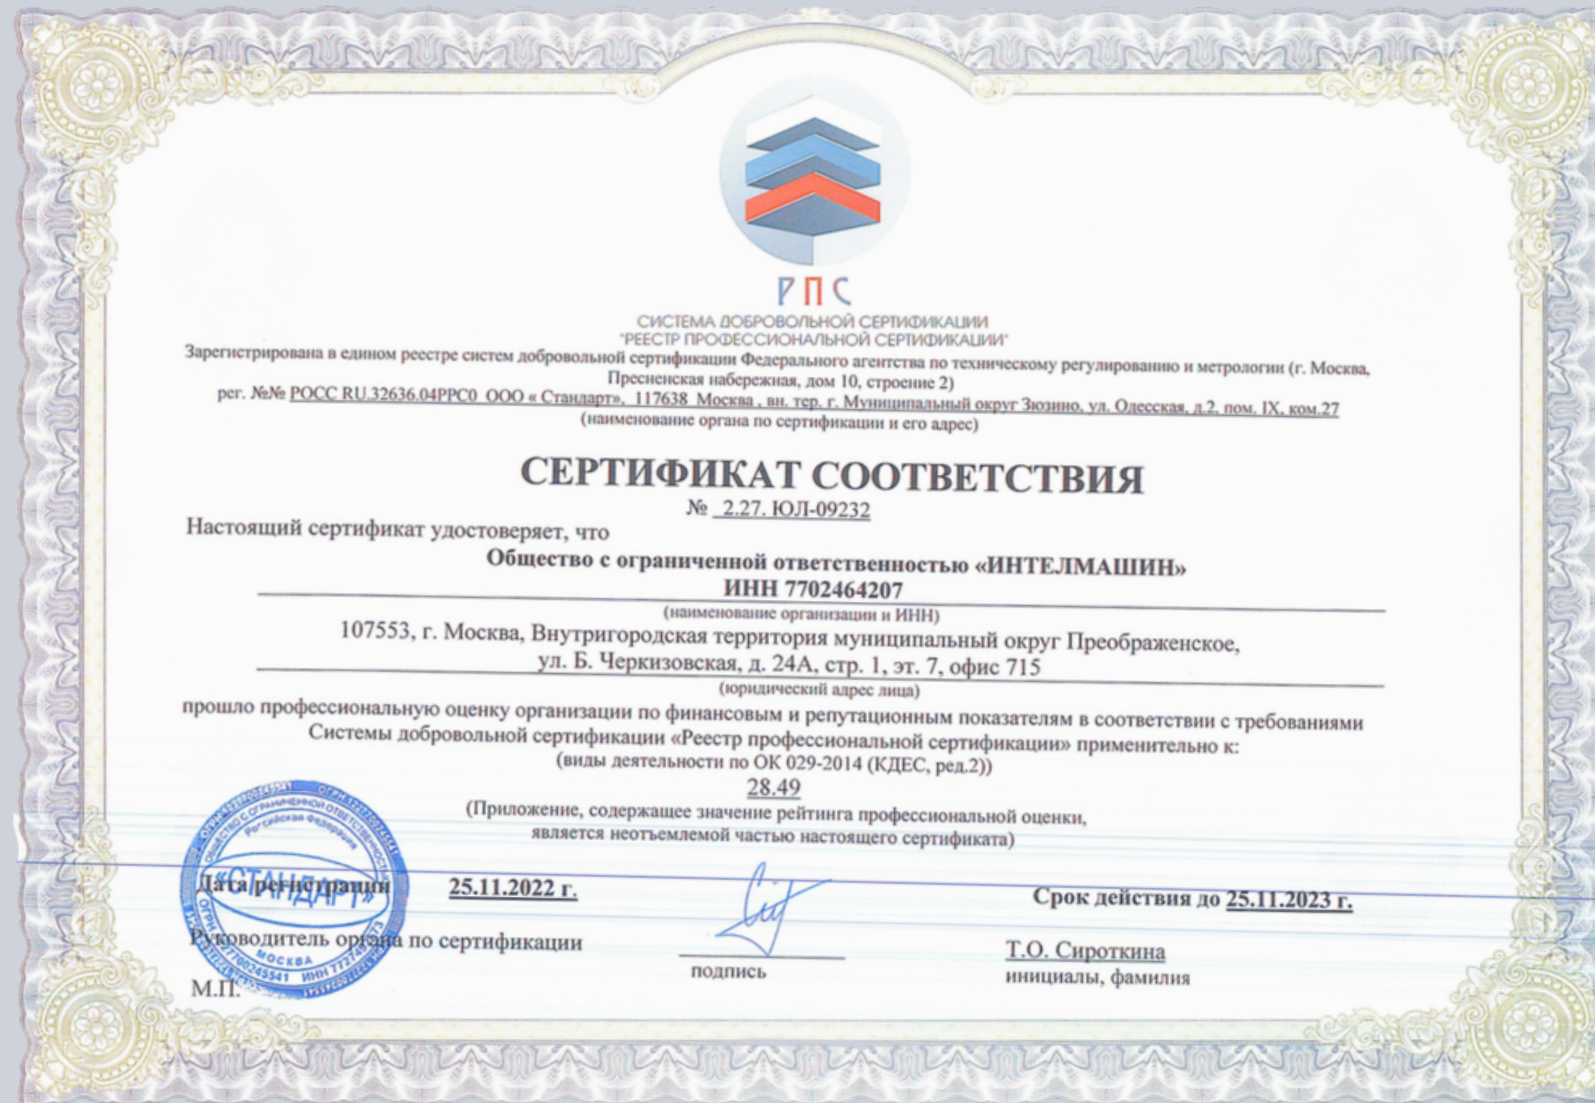 РПС
СИСТЕМА ДОБРОВОЛЬНОЙ СЕРТИФИКАЦИИ
"РЕЕСТР ПРОФЕССИОНАЛЬНОЙ СЕРТИФИКАЦИИ"
Зарегистрирована в едином реестре систем добровольной сертификации Федерального агентства по техническому регулированию и метрологии (г. Москва,
Пресненская набережная, дом 10, строение 2)
рег. №№ РОСС RU.32636.04РРС0 ООО « Стандарт», 117638 Москва , вн. тер. г. Муниципальный округ Зюзино, ул. Одесская, д.2, пом. IX, ком.27
(наименование органа по сертификации и его адрес)
СЕРТИФИКАТ СООТВЕТСТВИЯ
№ 2.27. ЮЛ-09232
Настоящий сертификат удостоверяет, что
Общество с ограниченной ответственностью «ИНТЕЛМАШИН»
ИНН 7702464207
(наименование организации и ИНН)
107553, г. Москва, Внутригородская территория муниципальный округ Преображенское,
ул. Б. Черкизовская, д. 24А, стр. 1, эт. 7, офис 715
(юридический адрес лица)
прошло профессиональную оценку организации по финансовым и репутационным показателям в соответствии с требованиями
Системы добровольной сертификации «Реестр профессиональной сертификации» применительно к:
(виды деятельности по ОК 029-2014 (КДЕС, ред.2))
28.49
(Приложение, содержащее значение рейтинга профессиональной оценки,
является неотъемлемой частью настоящего сертификата)
ОБЩЕСТВО С ОГРАНИЧЕННОЙ ОТВЕТСТВЕННОСТЬЮ
Российская Федерация
«СТАНДАРТ»
МОСКВА
Дата регистрации 25.11.2022 г. Срок действия до 25.11.2023 г.
Руководитель органа по сертификации Т.О. Сироткина
подпись инициалы, фамилия
М.П.